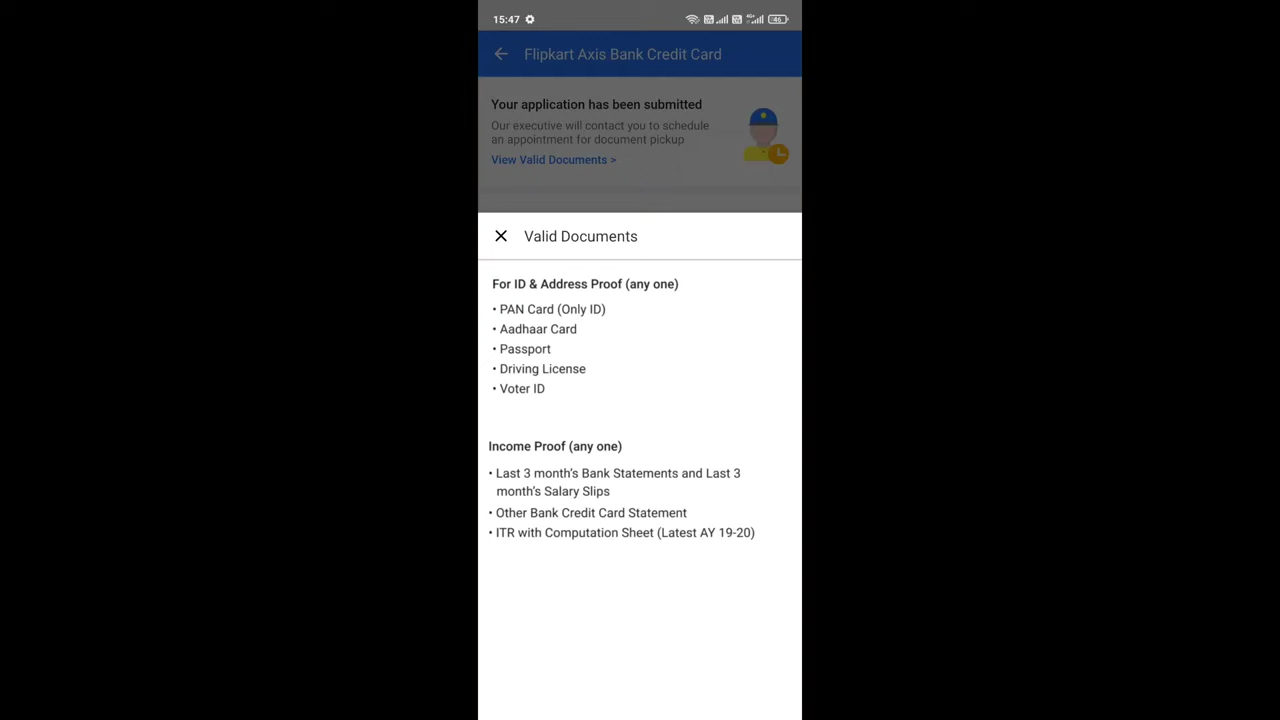 15:47
46
Flipkart Axis Bank Credit Card
Your application has been submitted
Our executive will contact you to schedule
an appointment for document pickup
View Valid Documents >
Valid Documents
For ID & Address Proof (any one)
• PAN Card (Only ID)
• Aadhaar Card
• Passport
• Driving License
• Voter ID
Income Proof (any one)
• Last 3 month's Bank Statements and Last 3
month's Salary Slips
• Other Bank Credit Card Statement
• ITR with Computation Sheet (Latest AY 19-20)